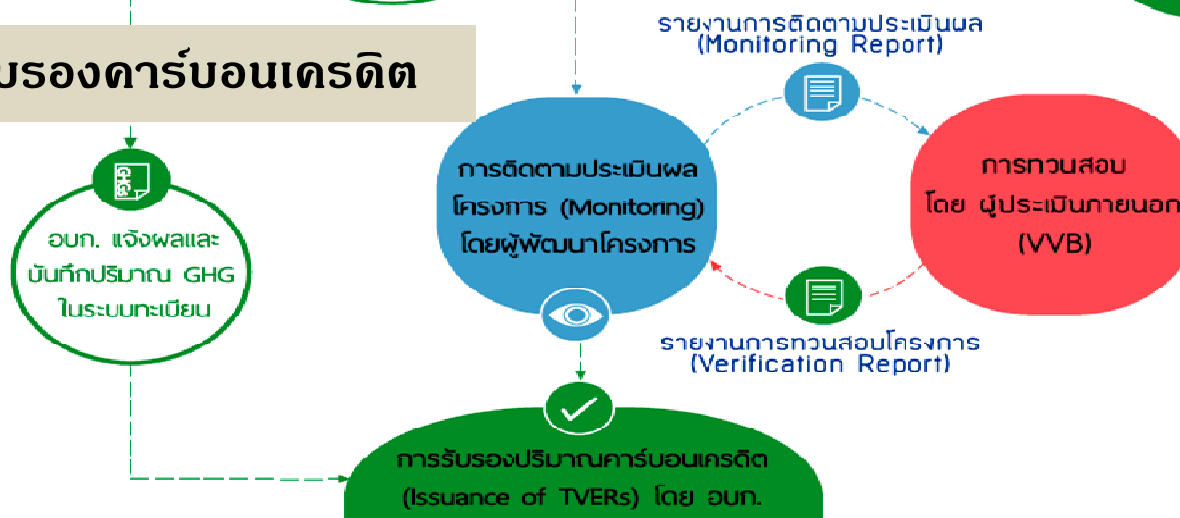 รายงานการติดตามประเมินผล
(Monitoring Report)
บรองคาร์บอนเครดิต
GHGs
การติดตามประเมินผล
โครงการ (Monitoring)
โดยผู้พัฒนาโครงการ
การทวนสอบ
โดย ผู้ประเมินภายนอก
(VVB)
อบก. แจ้งผลและ
บันทึกปริมาณ GHG
ในระบบทะเบียน
รายงานการทวนสอบโครงการ
(Verification Report)
การรับรองปริมาณคาร์บอนเครดิต
(Issuance of TVERs) โดย อบก.